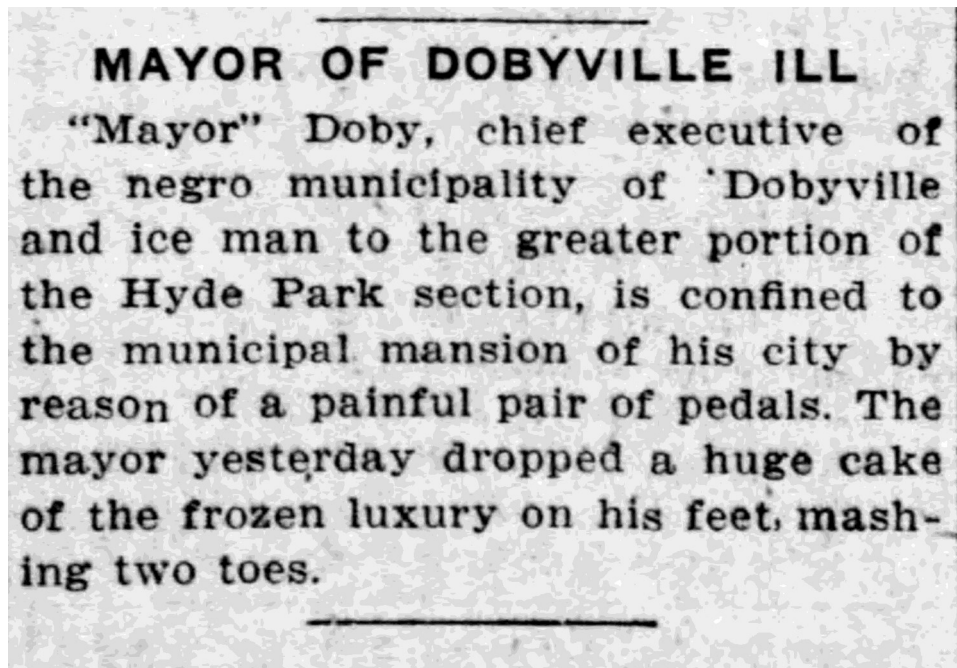 MAYOR OF DOBYVILLE ILL
"Mayor" Doby, chief executive of
the negro municipality of Dobyville
and ice man to the greater portion of
the Hyde Park section, is confined to
the municipal mansion of his city by
reason of a painful pair of pedals. The
mayor yesterday dropped a huge cake
of the frozen luxury on his feet, mash-
ing two toes.